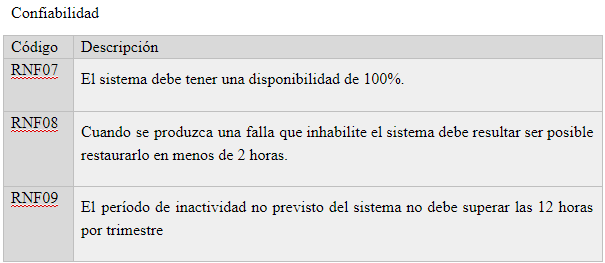 Confiabilidad
Código Descripción
RNF07 El sistema debe tener una disponibilidad de 100%.
RNF08 Cuando se produzca una falla que inhabilite el sistema debe resultar ser posible
restaurarlo en menos de 2 horas.
RNF09 El período de inactividad no previsto del sistema no debe superar las 12 horas
por trimestre